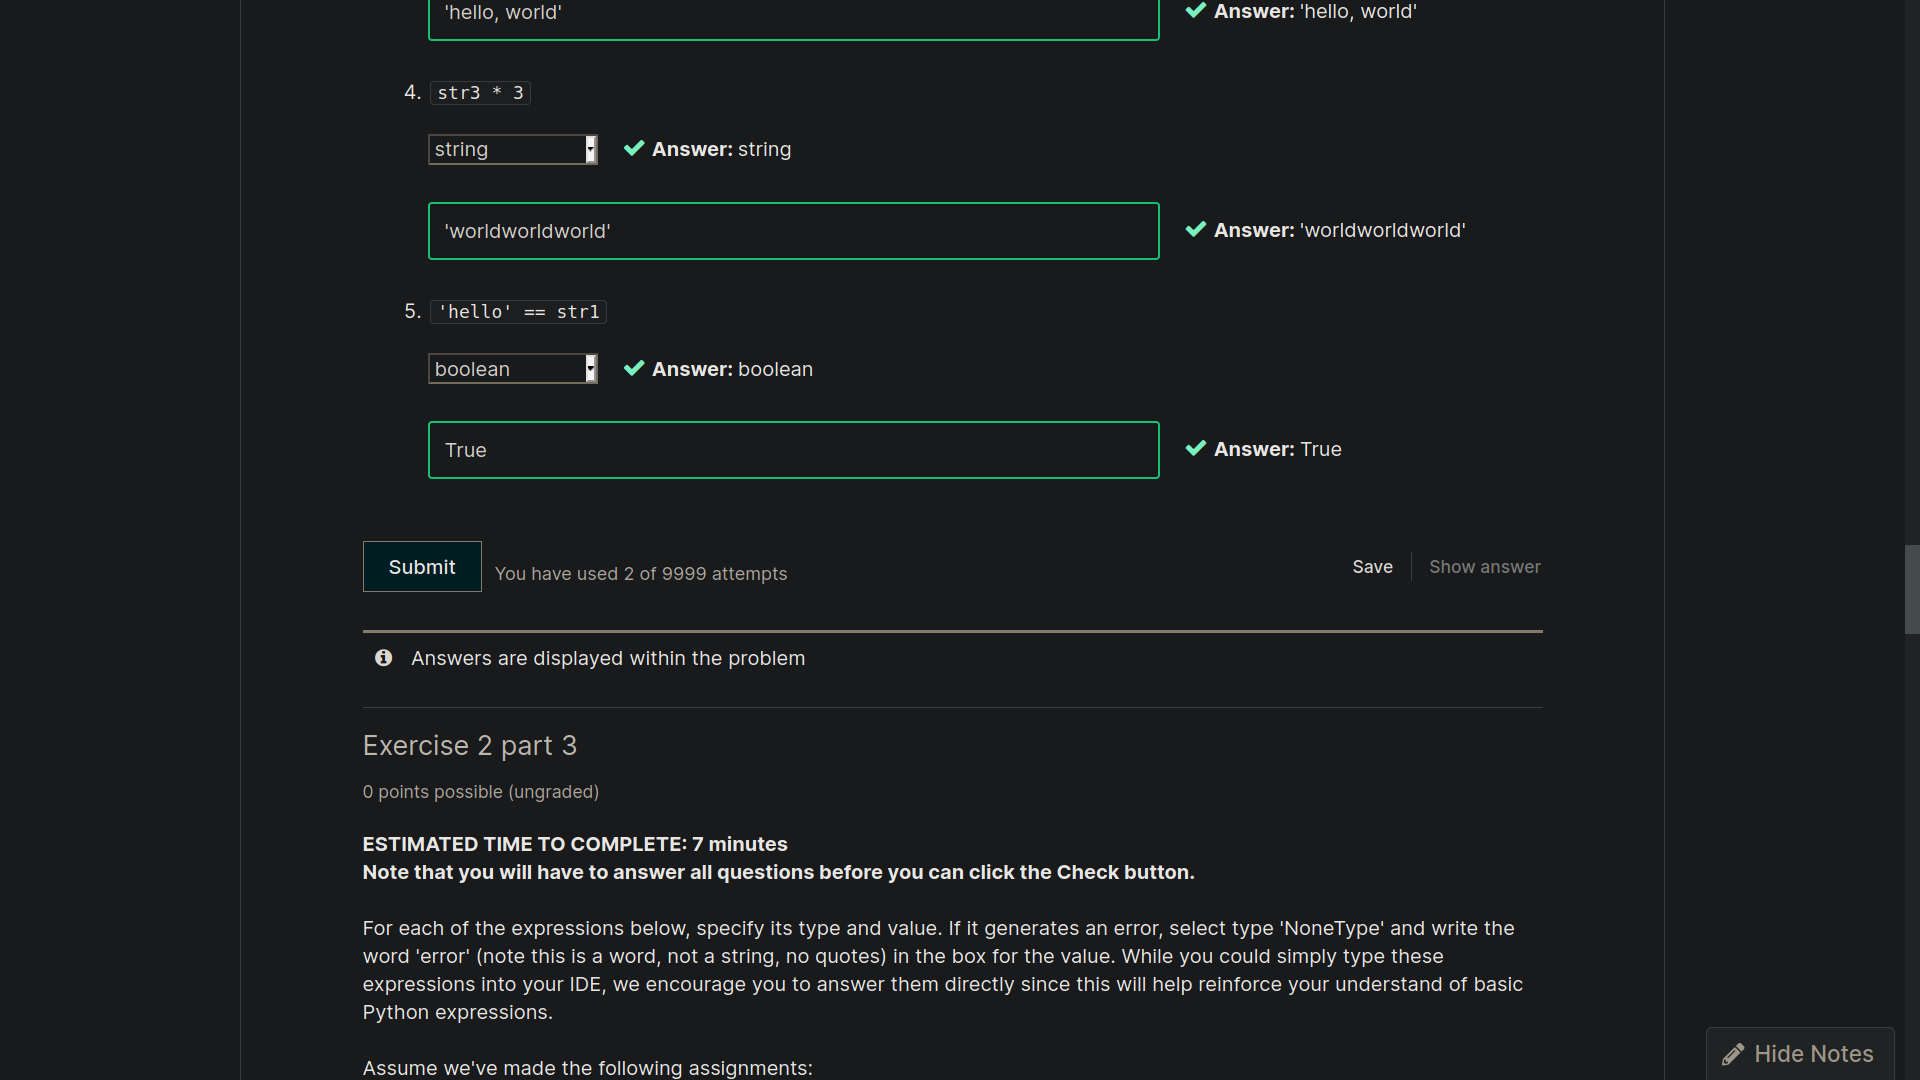 'hello, world'
Answer: 'hello, world'
4. str3 * 3
string
Answer: string
'worldworldworld'
Answer: 'worldworldworld'
5. 'hello' == str1
boolean
Answer: boolean
True
Answer: True
Submit
You have used 2 of 9999 attempts
Save
Show answer
Answers are displayed within the problem
Exercise 2 part 3
0 points possible (ungraded)
ESTIMATED TIME TO COMPLETE: 7 minutes
Note that you will have to answer all questions before you can click the Check button.
For each of the expressions below, specify its type and value. If it generates an error, select type 'NoneType' and write the
word 'error' (note this is a word, not a string, no quotes) in the box for the value. While you could simply type these
expressions into your IDE, we encourage you to answer them directly since this will help reinforce your understand of basic
Python expressions.
Assume we've made the following assignments:
Hide Notes